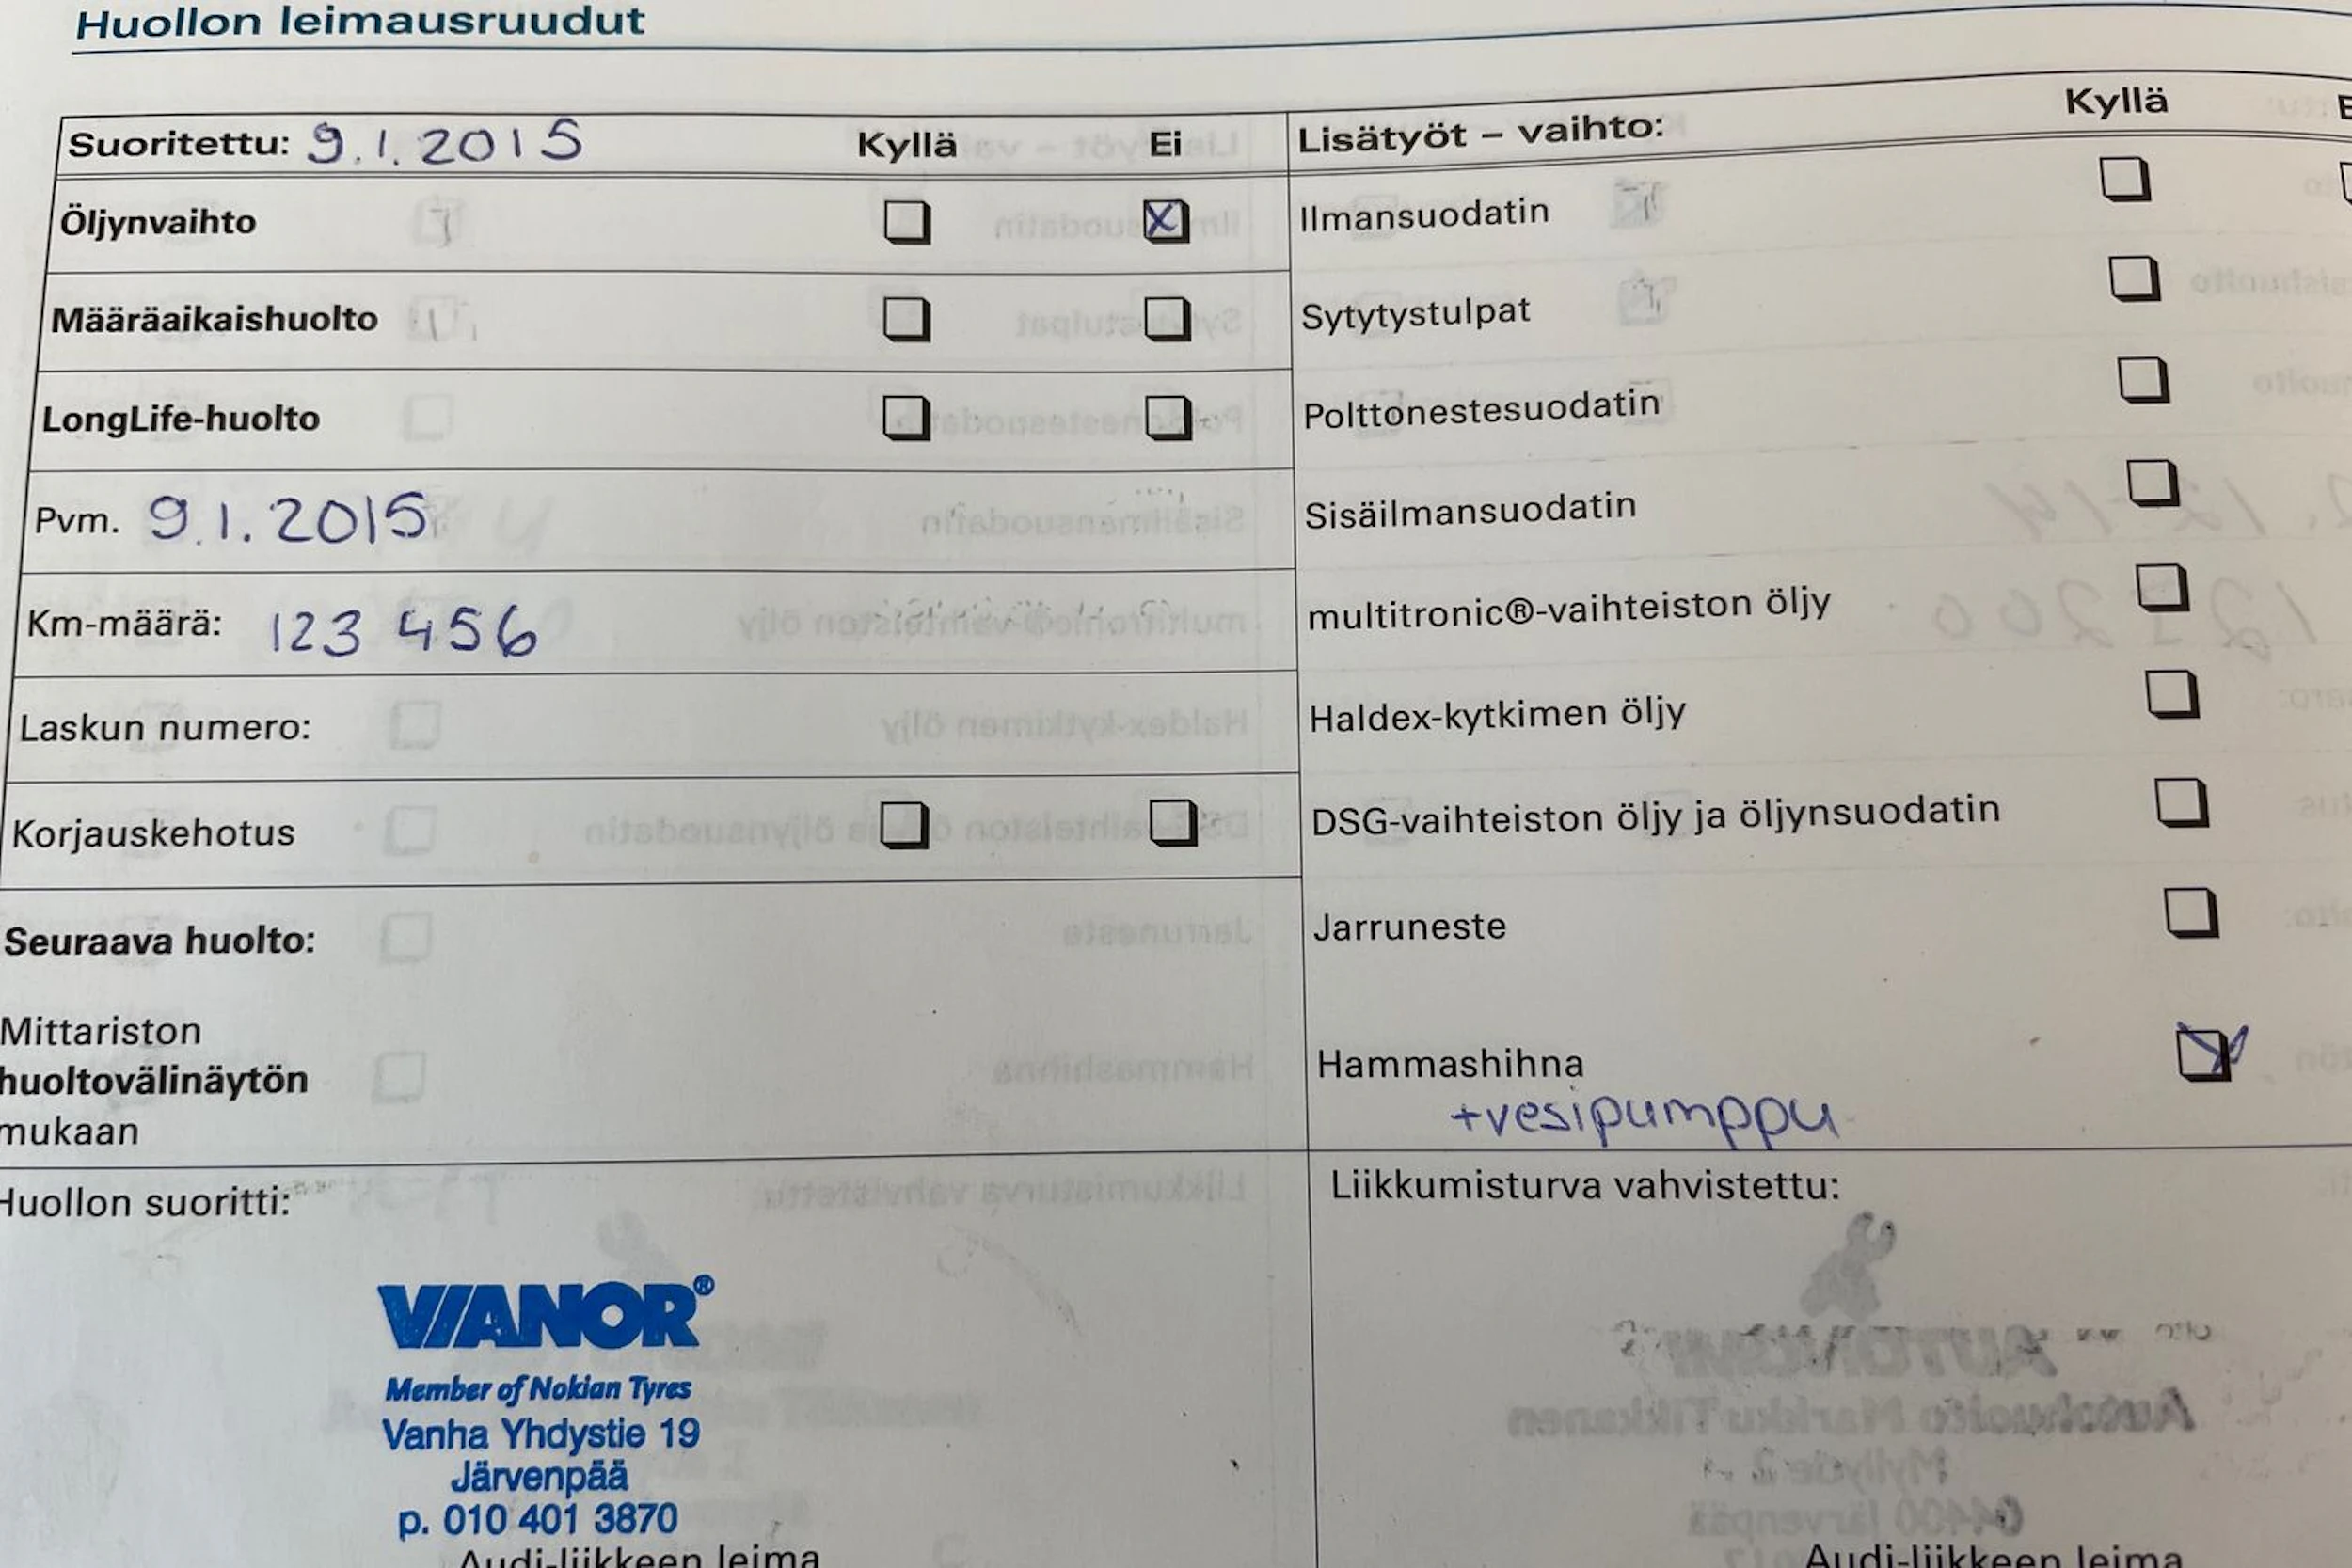 Huollon leimausruudut
Suoritettu: 9.1.2015 Kyllä Ei
Öljynvaihto X
Määräaikaishuolto
LongLife-huolto
Pvm. 9.1.2015
Km-määrä: 123 456
Laskun numero:
Korjauskehotus
Seuraava huolto:
Mittariston
huoltovälinäytön
mukaan
Huollon suoritti:
VIANOR®
Member of Nokian Tyres
Vanha Yhdystie 19
Järvenpää
p. 010 401 3870
Audi-liikkeen leima
Lisätyöt – vaihto: Kyllä
Ilmansuodatin
Sytytystulpat
Polttonestesuodatin
Sisäilmansuodatin
multitronic®-vaihteiston öljy
Haldex-kytkimen öljy
DSG-vaihteiston öljy ja öljynsuodatin
Jarruneste
Hammashihna
+vesipumppu
Liikkumisturva vahvistettu:
Audi-liikkeen leima